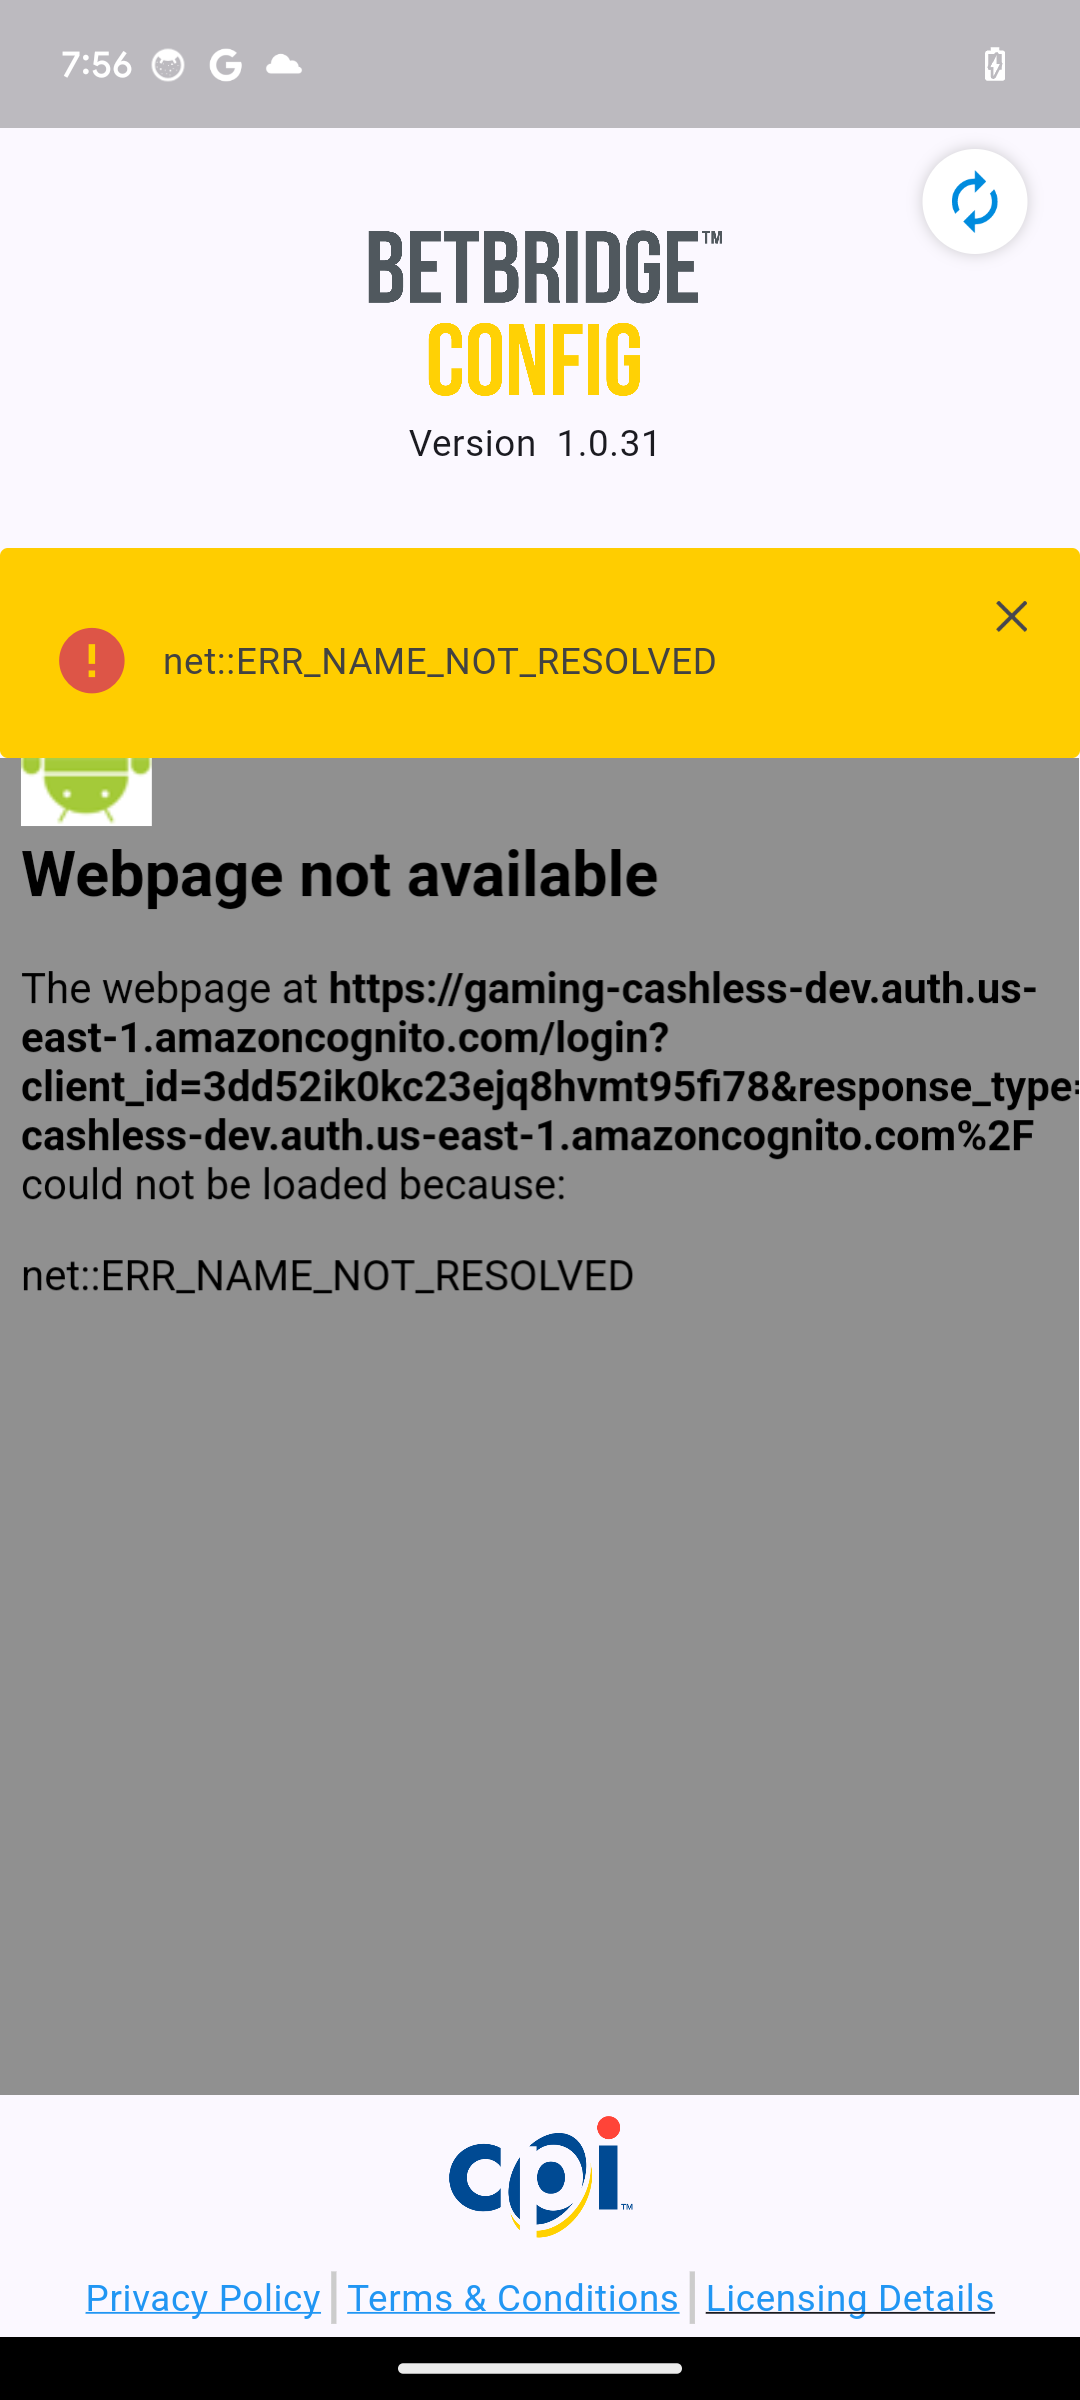 7:56
BETBRIDGE™
CONFIG
Version 1.0.31
net::ERR_NAME_NOT_RESOLVED
Webpage not available
The webpage at https://gaming-cashless-dev.auth.us-
east-1.amazoncognito.com/login?
client_id=3dd52ik0kc23ejq8hvmt95fi78&response_type=
cashless-dev.auth.us-east-1.amazoncognito.com%2F
could not be loaded because:
net::ERR_NAME_NOT_RESOLVED
cpi™
Privacy Policy | Terms & Conditions | Licensing Details